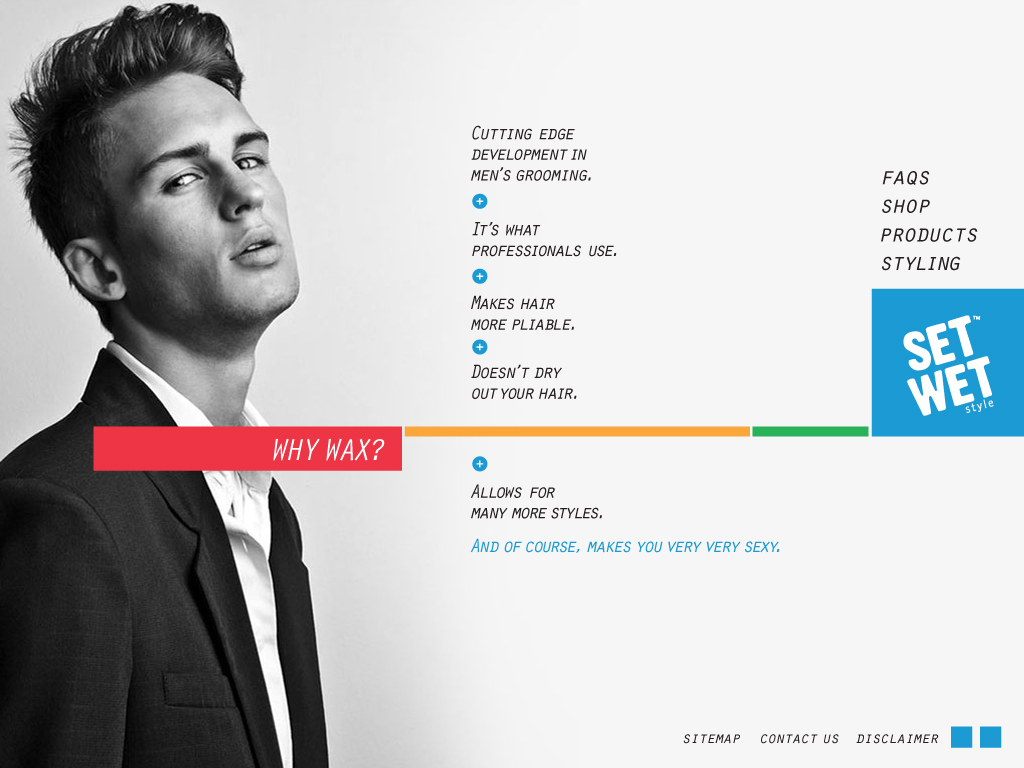 CUTTING EDGE
DEVELOPMENT IN
MEN'S GROOMING.
+
IT'S WHAT
PROFESSIONALS USE.
+
MAKES HAIR
MORE PLIABLE.
+
DOESN'T DRY
OUT YOUR HAIR.
WHY WAX?
+
ALLOWS FOR
MANY MORE STYLES.
AND OF COURSE, MAKES YOU VERY VERY SEXY.
FAQS
SHOP
PRODUCTS
STYLING
SET™
WET
style
SITEMAP CONTACT US DISCLAIMER